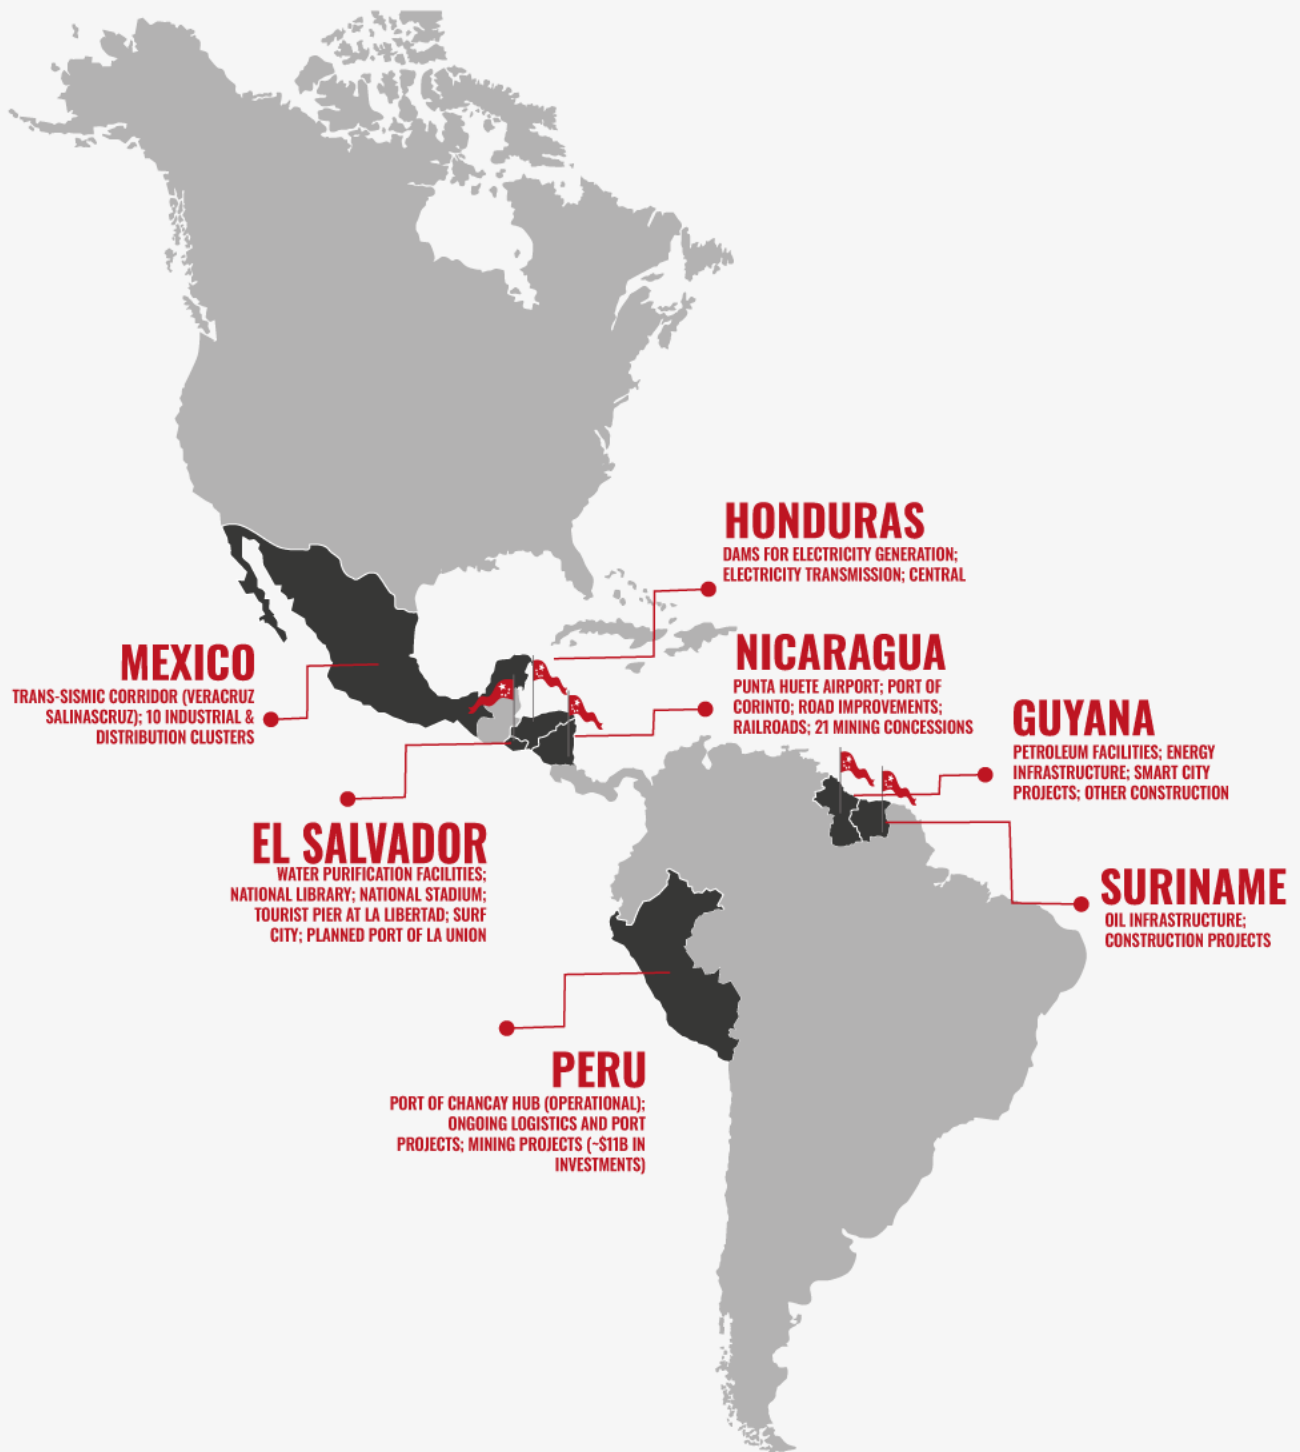 HONDURAS
DAMS FOR ELECTRICITY GENERATION;
ELECTRICITY TRANSMISSION; CENTRAL
MEXICO
TRANS-SISMIC CORRIDOR (VERACRUZ
SALINASCRUZ); 10 INDUSTRIAL &
DISTRIBUTION CLUSTERS
NICARAGUA
PUNTA HUETE AIRPORT; PORT OF
CORINTO; ROAD IMPROVEMENTS;
RAILROADS; 21 MINING CONCESSIONS
GUYANA
PETROLEUM FACILITIES; ENERGY
INFRASTRUCTURE; SMART CITY
PROJECTS; OTHER CONSTRUCTION
EL SALVADOR
WATER PURIFICATION FACILITIES;
NATIONAL LIBRARY; NATIONAL STADIUM;
TOURIST PIER AT LA LIBERTAD; SURF
CITY; PLANNED PORT OF LA UNION
SURINAME
OIL INFRASTRUCTURE;
CONSTRUCTION PROJECTS
PERU
PORT OF CHANCAY HUB (OPERATIONAL);
ONGOING LOGISTICS AND PORT
PROJECTS; MINING PROJECTS (~$11B IN
INVESTMENTS)